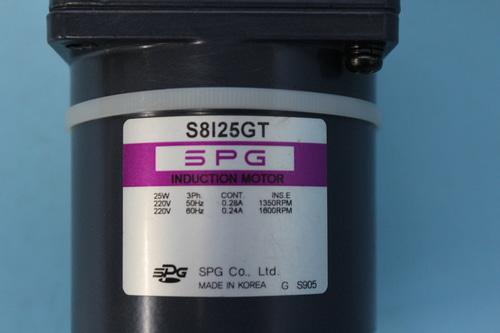 S8I25GT
SPG
INDUCTION MOTOR
25W 3Ph. CONT. INS.E
220V 50Hz 0.28A 1350RPM
220V 60Hz 0.24A 1600RPM
SPG SPG Co., Ltd.
MADE IN KOREA G S905